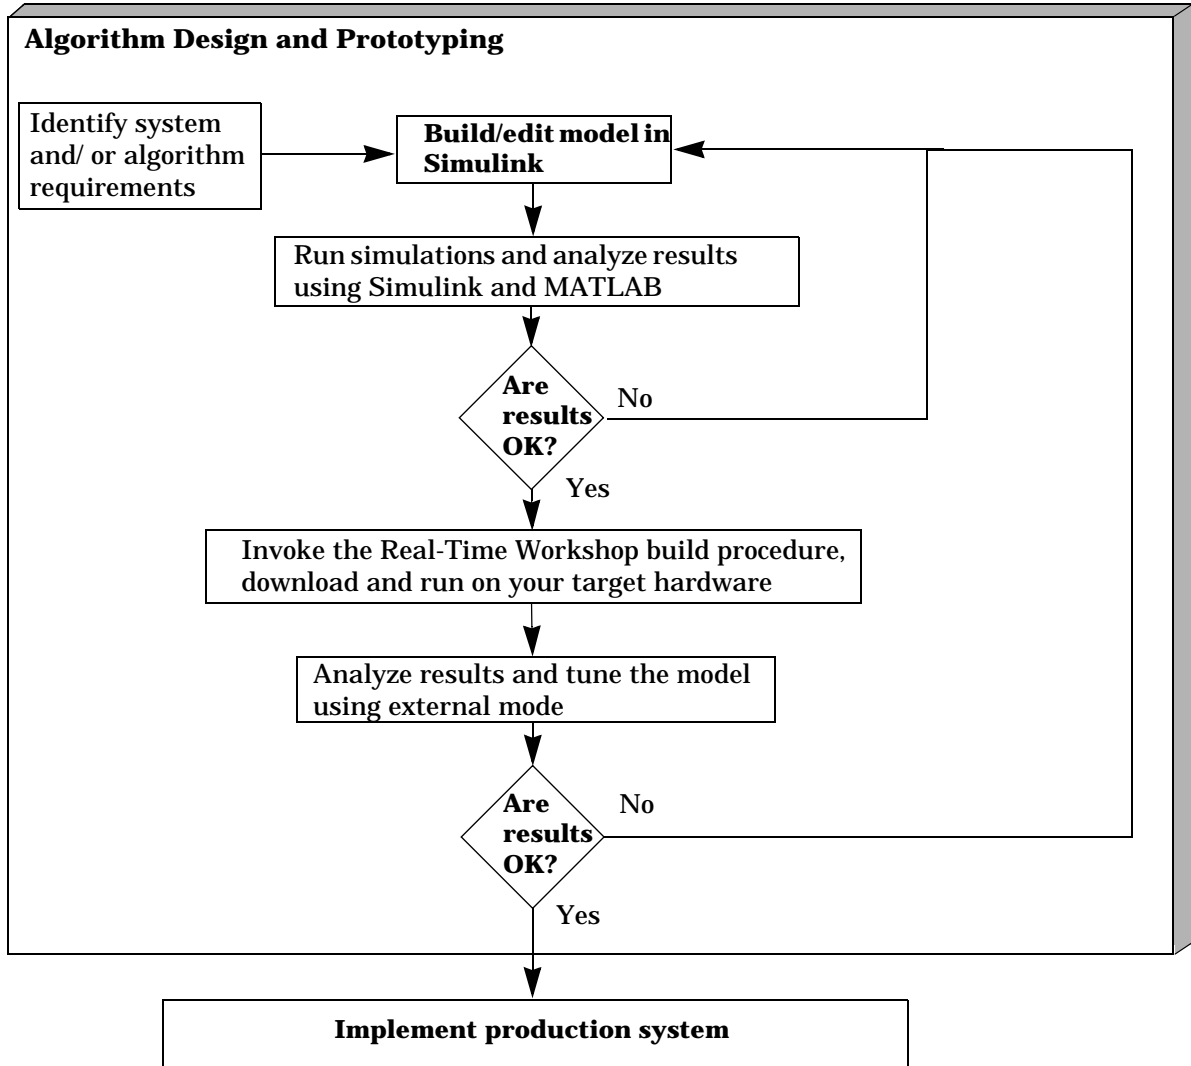 Algorithm Design and Prototyping
Identify system
and/ or algorithm
requirements
Build/edit model in
Simulink
Run simulations and analyze results
using Simulink and MATLAB
Are
results
OK?
No
Yes
Invoke the Real-Time Workshop build procedure,
download and run on your target hardware
Analyze results and tune the model
using external mode
Are
results
OK?
No
Yes
Implement production system